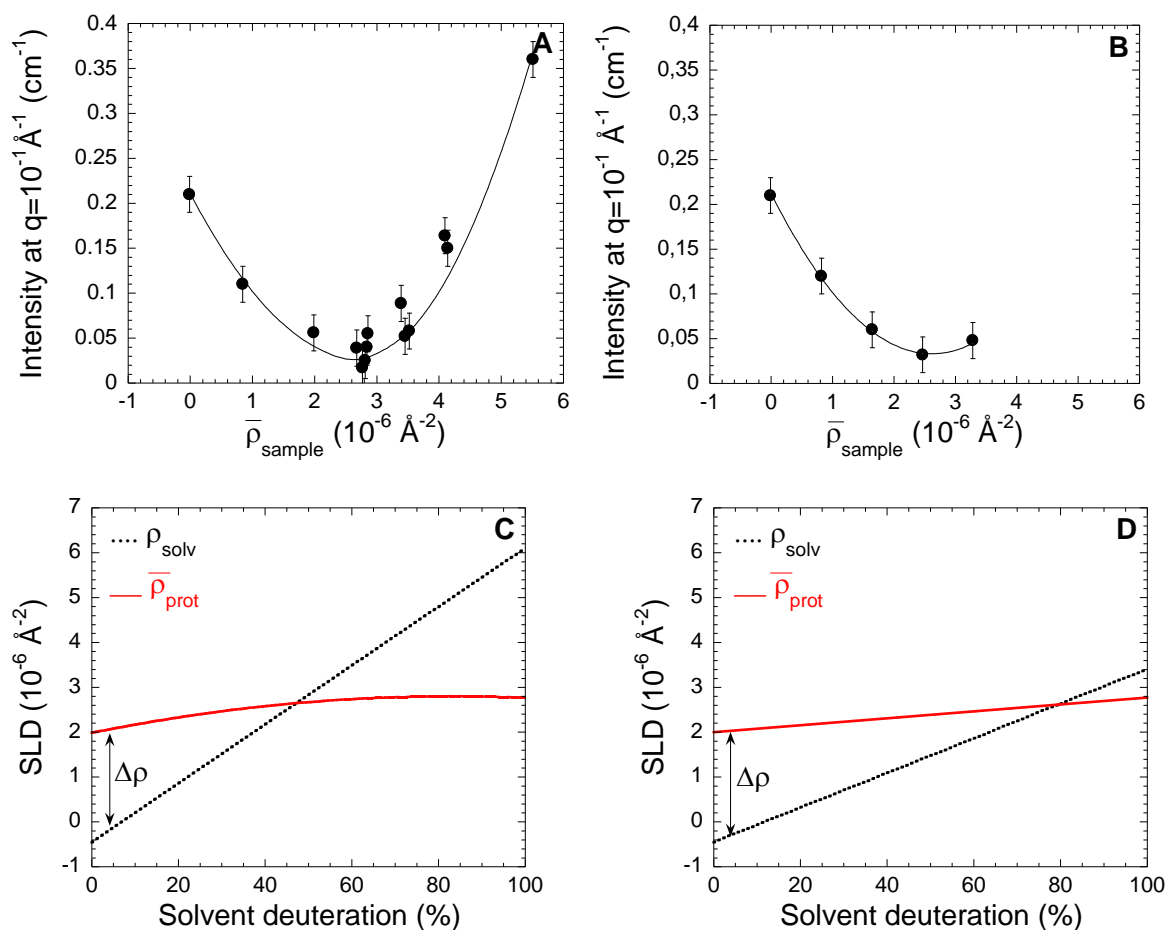 A
Intensity at q=10⁻¹ Å⁻¹ (cm⁻¹)
0.4
0.35
0.3
0.25
0.2
0.15
0.1
0.05
0
-1 0 1 2 3 4 5 6
ρ̅sample (10⁻⁶ Å⁻²)
B
Intensity at q=10⁻¹ Å⁻¹ (cm⁻¹)
0,4
0,35
0,3
0,25
0,2
0,15
0,1
0,05
0
-1 0 1 2 3 4 5 6
ρ̅sample (10⁻⁶ Å⁻²)
C
ρsolv
ρ̅prot
Δρ
SLD (10⁻⁶ Å⁻²)
7
6
5
4
3
2
1
0
-1
0 20 40 60 80 100
Solvent deuteration (%)
D
ρsolv
ρ̅prot
Δρ
SLD (10⁻⁶ Å⁻²)
7
6
5
4
3
2
1
0
-1
0 20 40 60 80 100
Solvent deuteration (%)